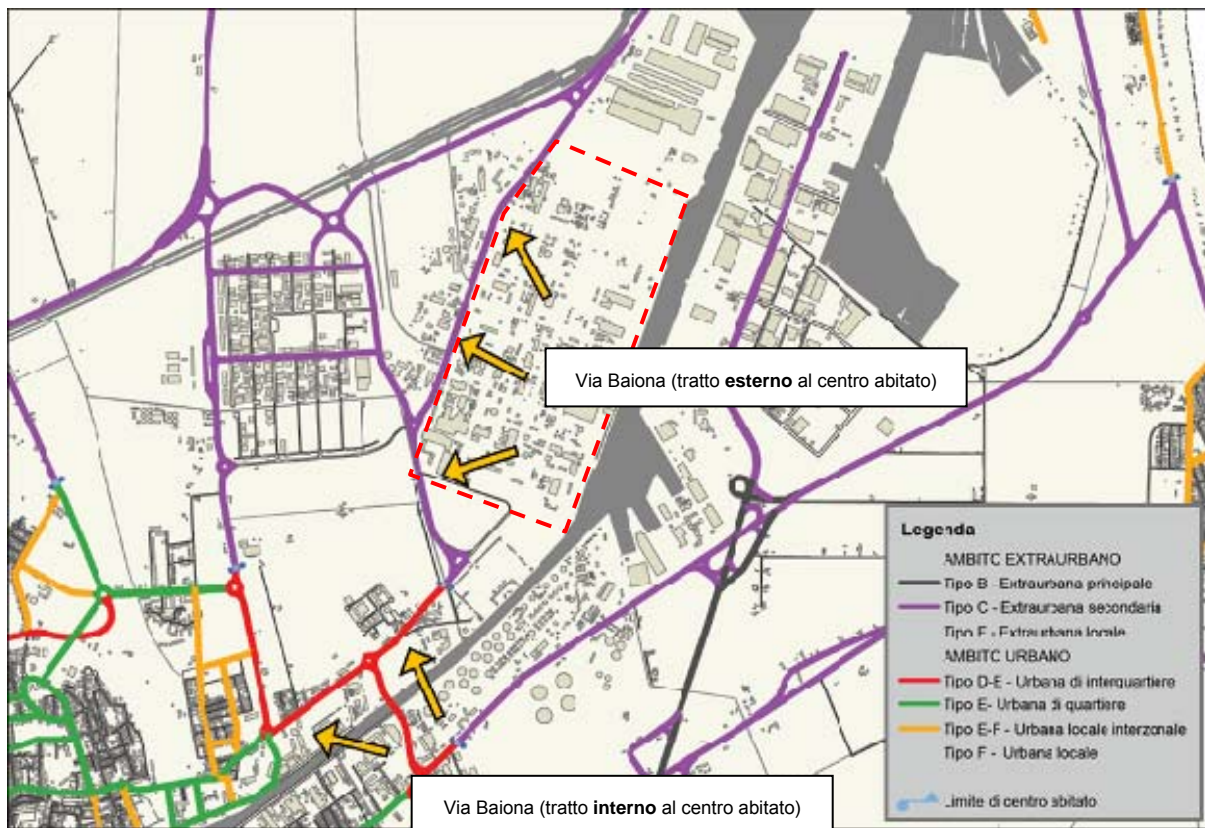 Via Baiona (tratto esterno al centro abitato)
Legenda
AMBITO EXTRAURBANO
Tipo B - Extraurbana principale
Tipo C - Extraurbana secondaria
Tipo F - Extraurbana locale
AMBITO URBANO
Tipo D-E - Urbana di interquartiere
Tipo E- Urbana di quartiere
Tipo E-F - Urbana locale interzonale
Tipo F - Urbana locale
Limite di centro abitato
Via Baiona (tratto interno al centro abitato)